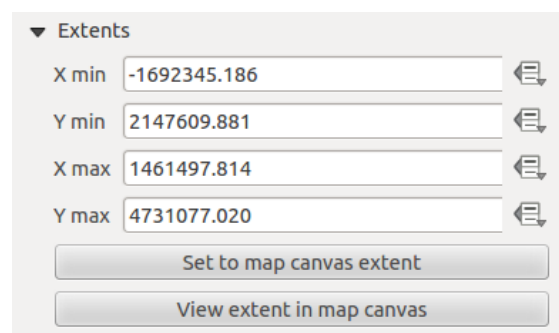 Extents
X min -1692345.186
Y min 2147609.881
X max 1461497.814
Y max 4731077.020
Set to map canvas extent
View extent in map canvas